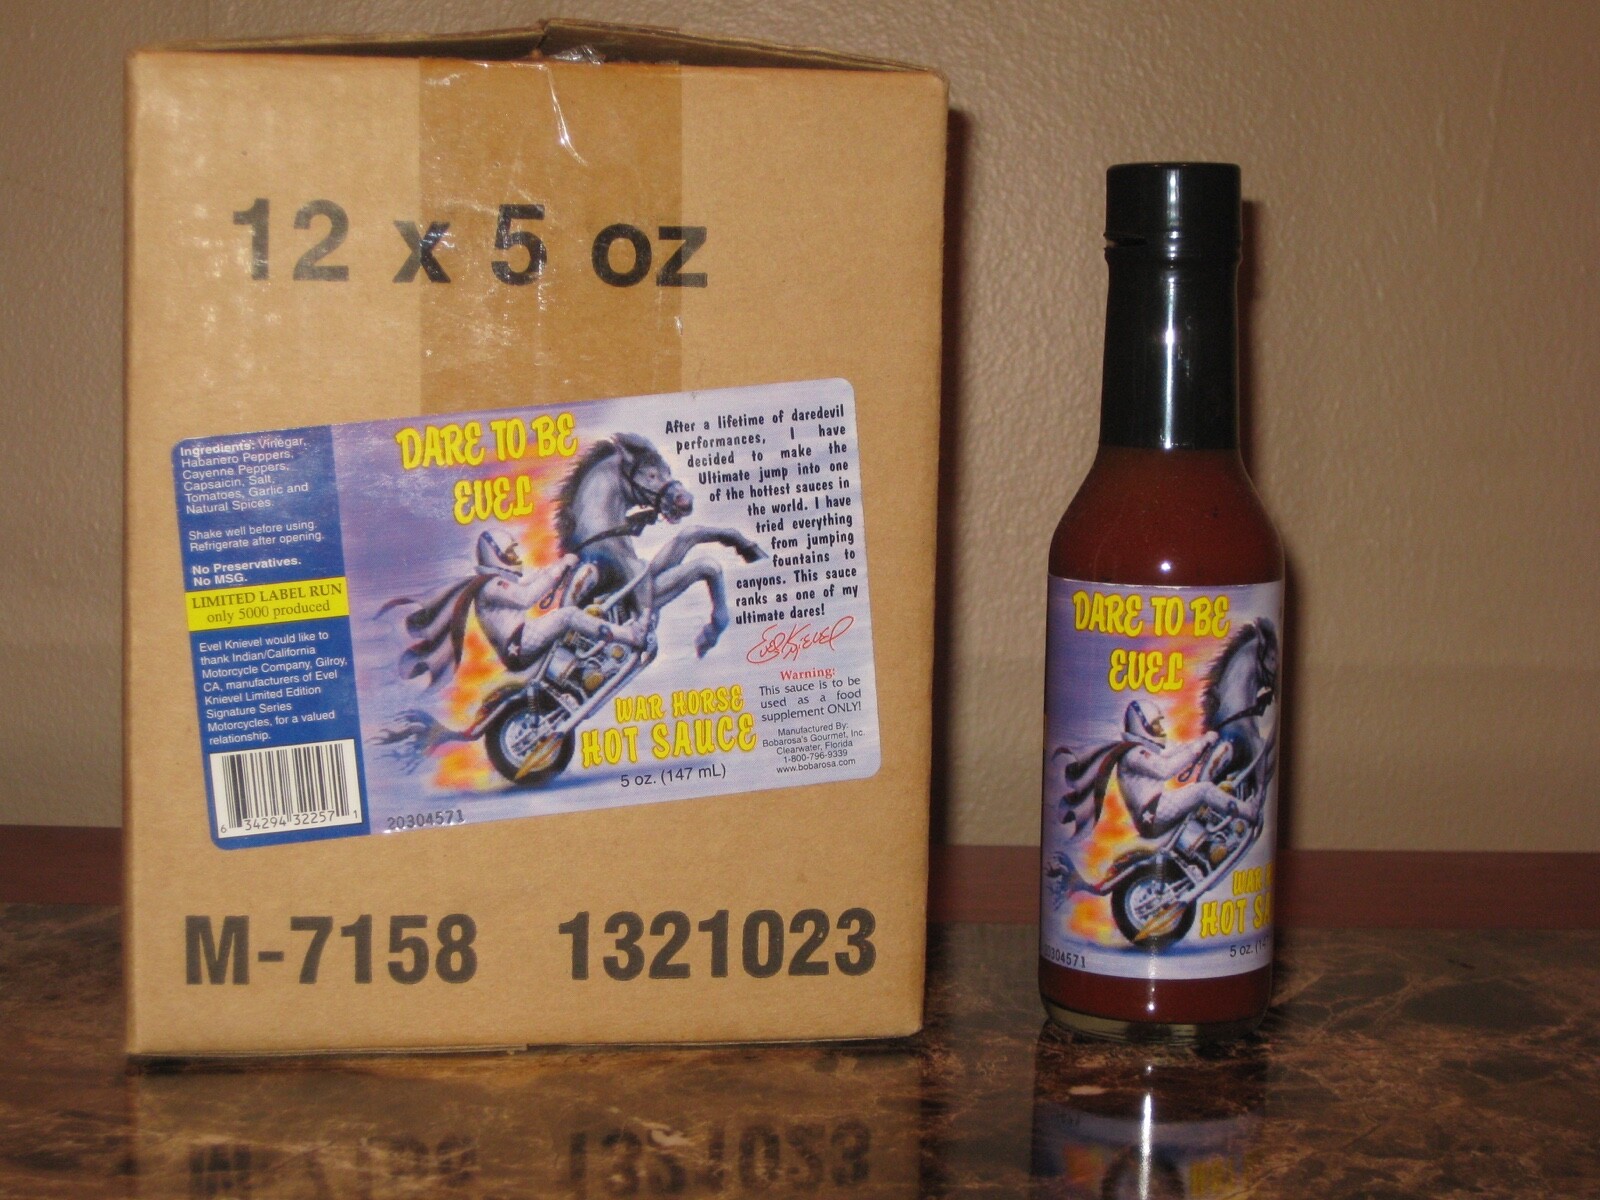 12 x 5 oz
Ingredients: Vinegar,
Habanero Peppers,
Cayenne Peppers,
Capsaicin, Salt,
Tomatoes, Garlic and
Natural Spices.
Shake well before using.
Refrigerate after opening.
No Preservatives.
No MSG.
LIMITED LABEL RUN
only 5000 produced
Evel Knievel would like to
thank Indian/California
Motorcycle Company, Gilroy,
CA, manufacturers of Evel
Knievel Limited Edition
Signature Series
Motorcycles, for a valued
relationship.
6 34294 32257 1
DARE TO BE
EVEL
WAR HORSE
HOT SAUCE
5 oz. (147 mL)
20304571
After a lifetime of daredevil
performances, I have
decided to make the
Ultimate jump into one
of the hottest sauces in
the world. I have
tried everything
from jumping
fountains to
canyons. This sauce
ranks as one of my
ultimate dares!
Evel Knievel
Warning:
This sauce is to be
used as a food
supplement ONLY!
Manufactured By:
Bobarosa's Gourmet, Inc.
Clearwater, Florida
1-800-796-9339
www.bobarosa.com
M-7158 1321023
DARE TO BE
EVEL
WAR
HOT SA
5 oz. (1
20304571